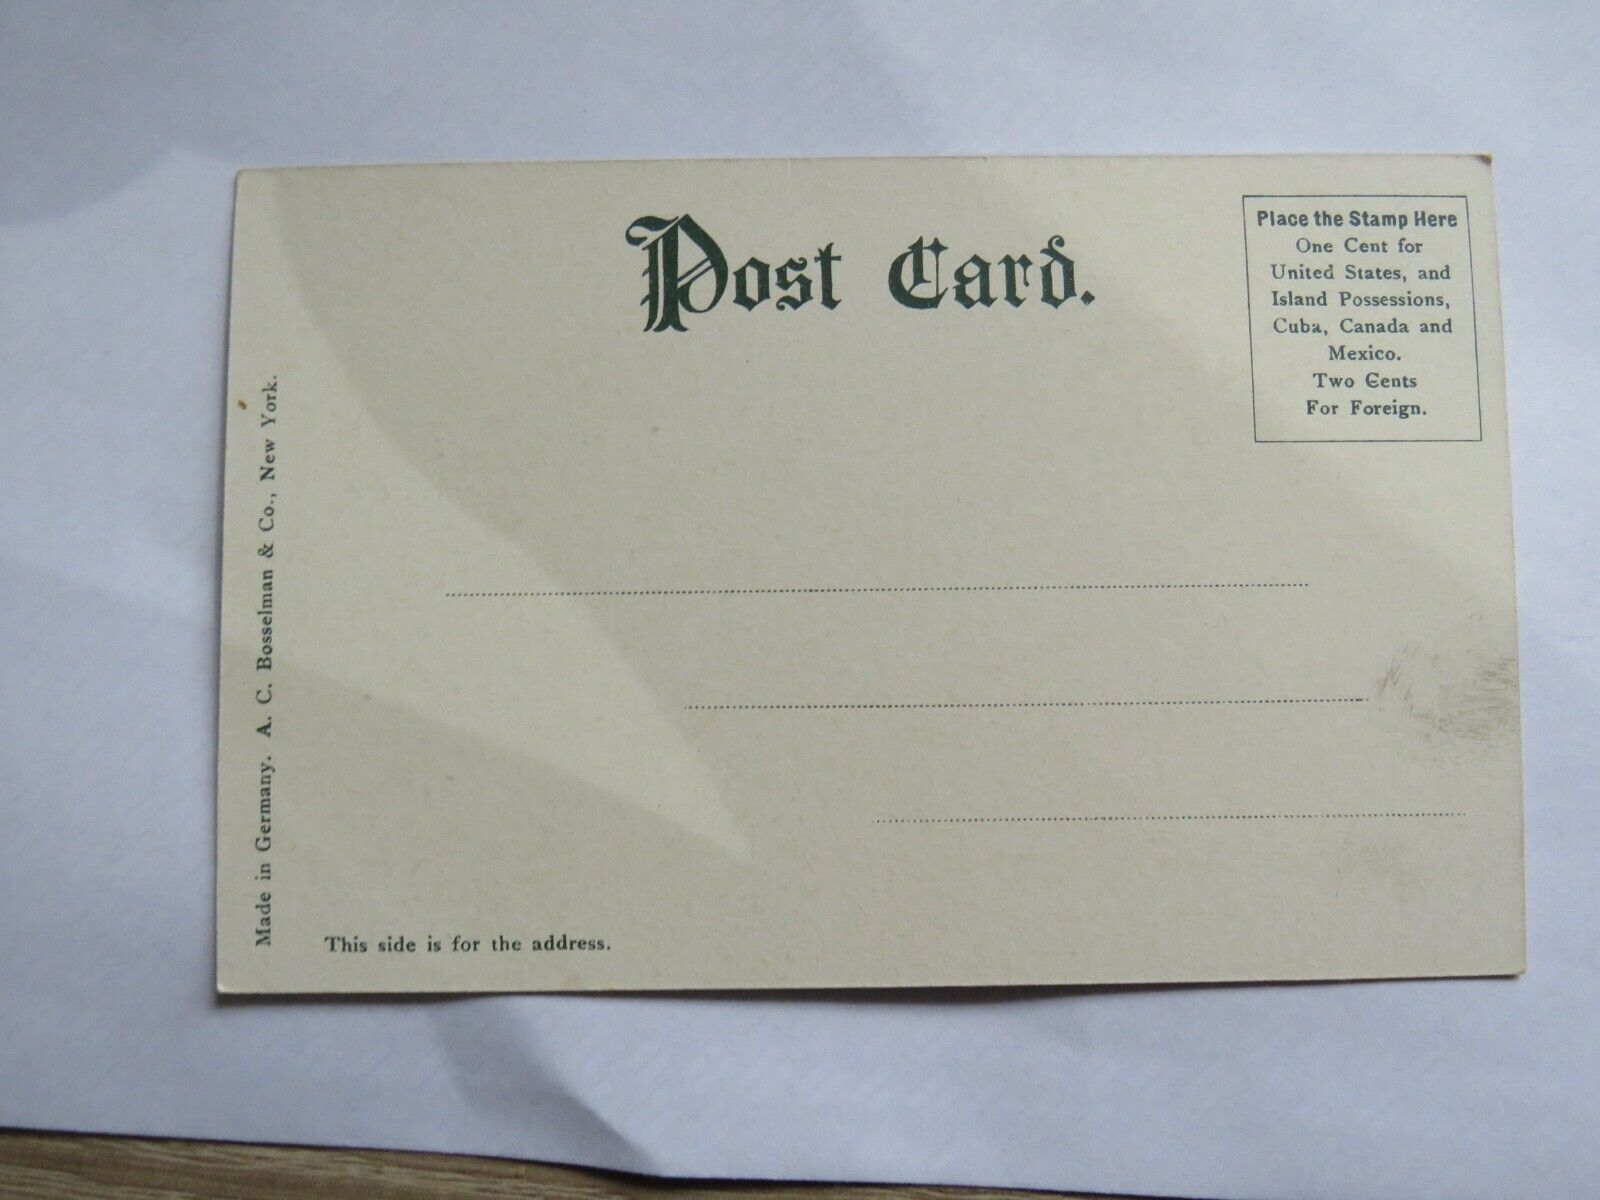 Post Card.
Place the Stamp Here
One Cent for
United States, and
Island Possessions,
Cuba, Canada and
Mexico.
Two Cents
For Foreign.
Made in Germany. A. C. Bosselman & Co., New York.
This side is for the address.